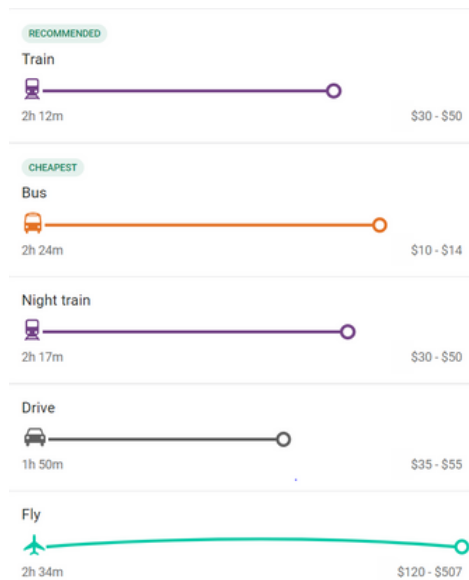 RECOMMENDED
Train
2h 12m $30 - $50
CHEAPEST
Bus
2h 24m $10 - $14
Night train
2h 17m $30 - $50
Drive
1h 50m $35 - $55
Fly
2h 34m $120 - $507